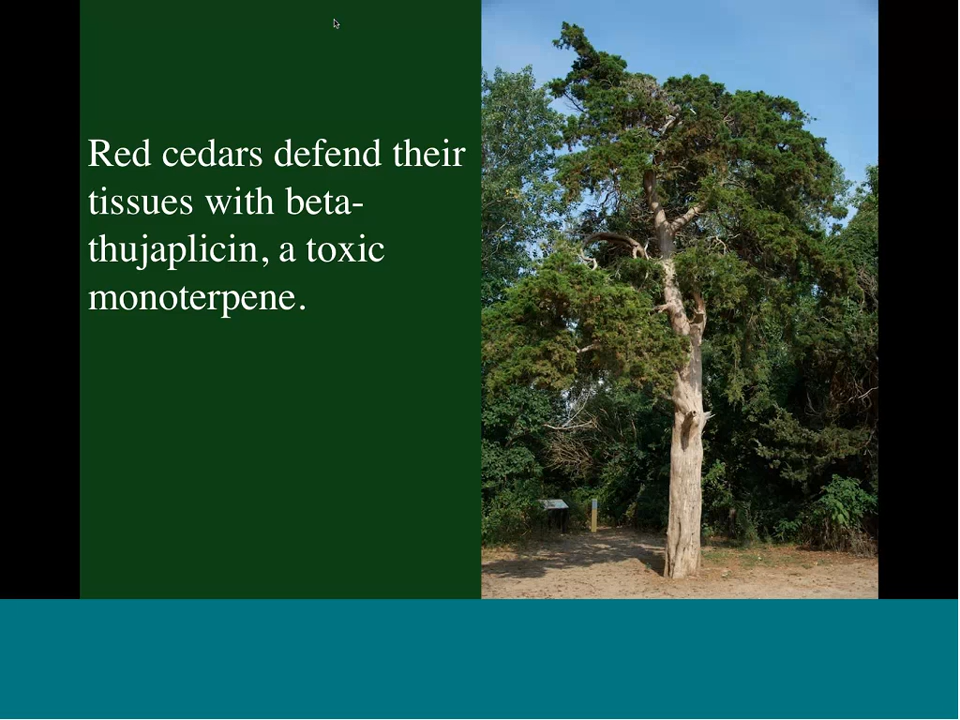 Red cedars defend their
tissues with beta-
thujaplicin, a toxic
monoterpene.